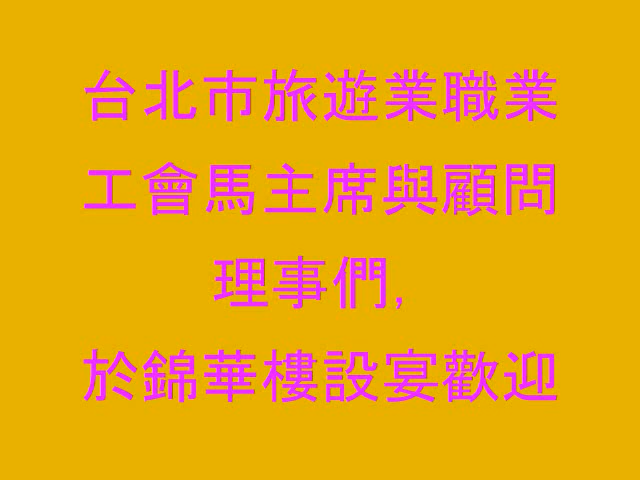 台北市旅遊業職業
工會馬主席與顧問
理事們,
於錦華樓設宴歡迎